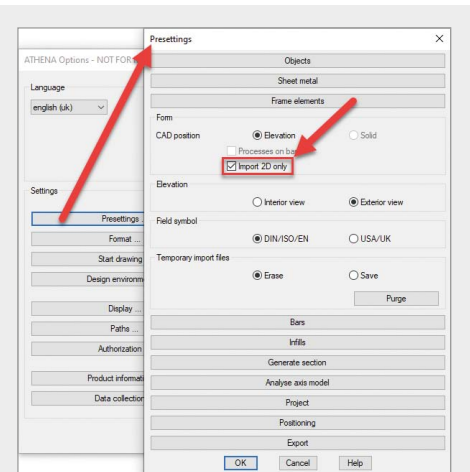 Presettings
Objects
Sheet metal
Frame elements
Form
CAD position Elevation Solid
Processes on
Import 2D only
Elevation
Interior view Exterior view
Field symbol
DIN/ISO/EN USA/UK
Temporary import files
Erase Save
Purge
Bars
Infills
Generate section
Analyse axis model
Project
Positioning
Export
OK Cancel Help
ATHENA Options - NOT FOR
Language
english (uk)
Settings
Presettings
Format ...
Start drawing
Design
Display ...
Paths ...
Authorization
Product
Data collection